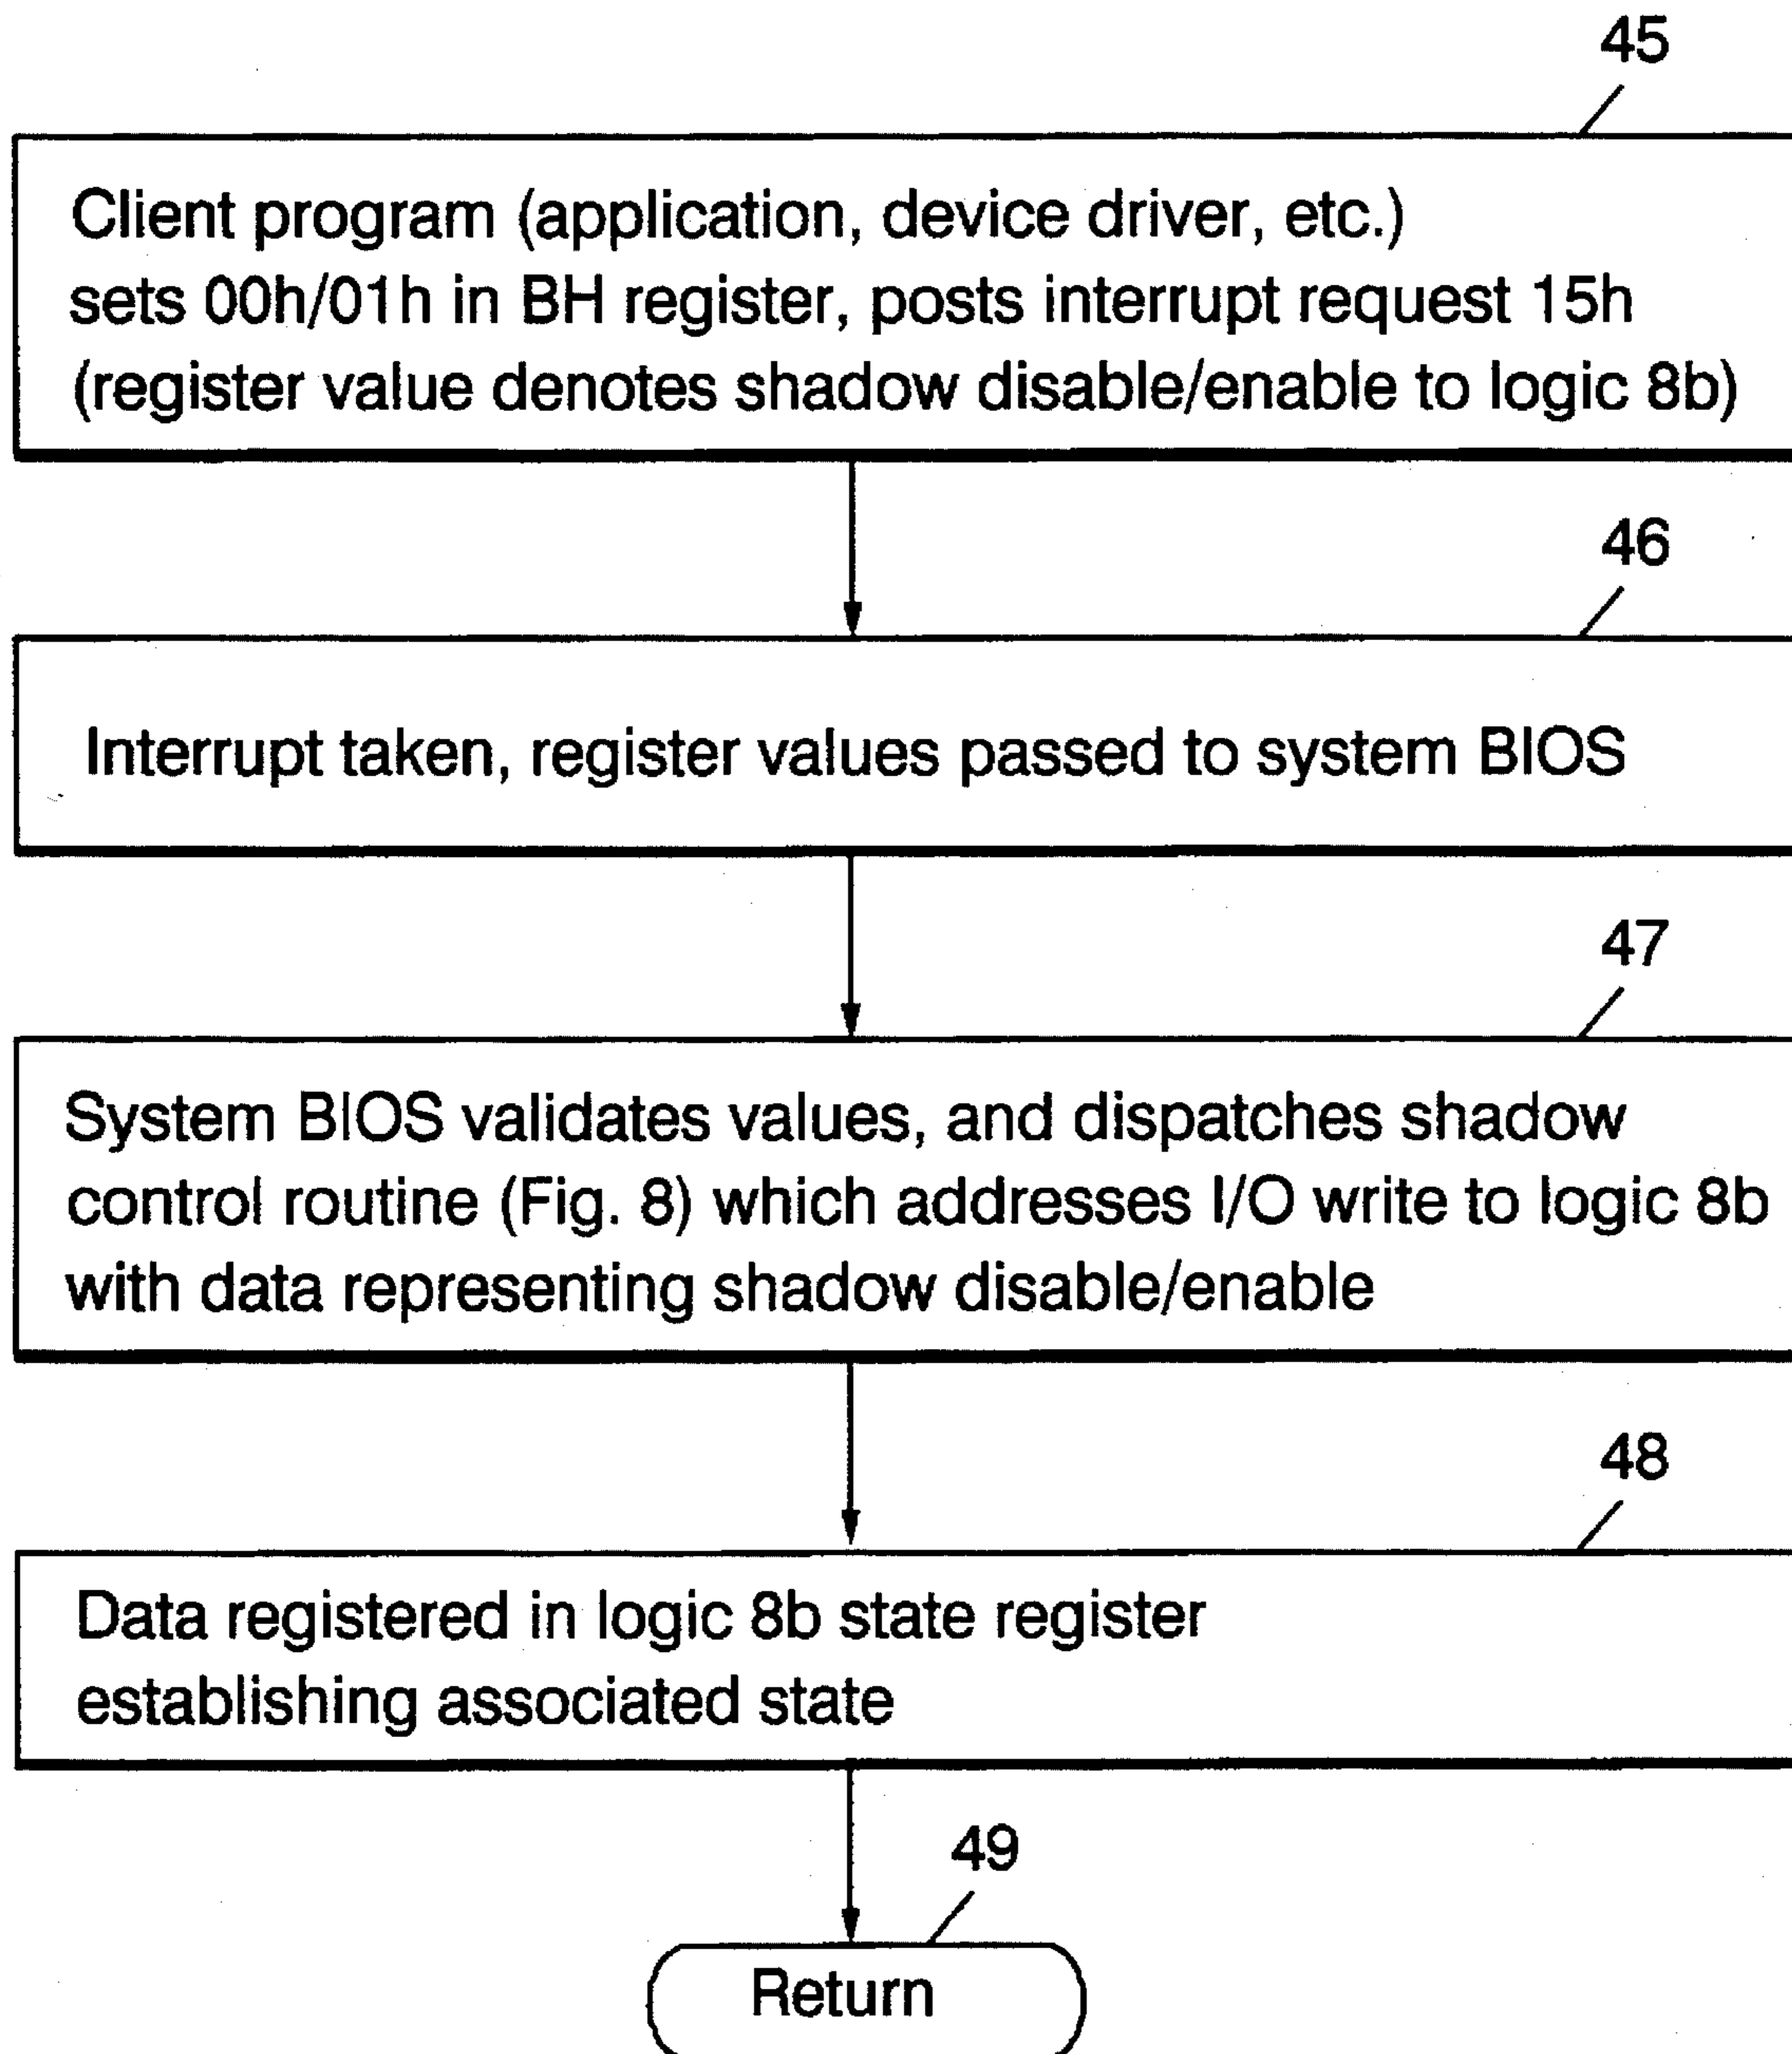 45
Client program (application, device driver, etc.)
sets 00h/01h in BH register, posts interrupt request 15h
(register value denotes shadow disable/enable to logic 8b)
46
Interrupt taken, register values passed to system BIOS
47
System BIOS validates values, and dispatches shadow
control routine (Fig. 8) which addresses I/O write to logic 8b
with data representing shadow disable/enable
48
Data registered in logic 8b state register
establishing associated state
49
Return